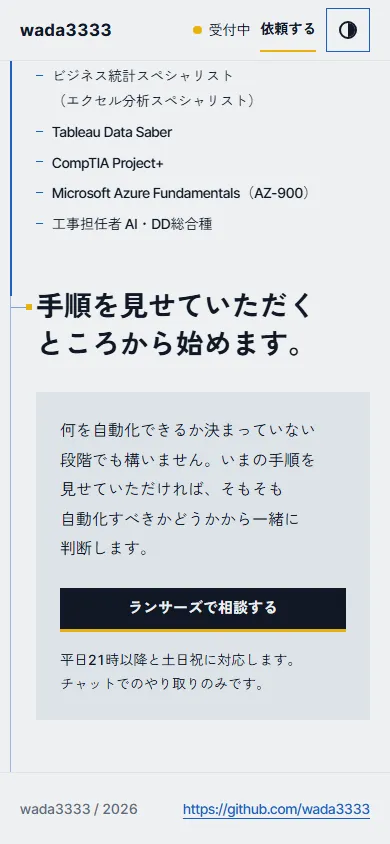 wada3333
受付中 依頼する
ビジネス統計スペシャリスト
（エクセル分析スペシャリスト）
Tableau Data Saber
CompTIA Project+
Microsoft Azure Fundamentals（AZ-900）
工事担任者 AI・DD総合種
手順を見せていただく
ところから始めます。
何を自動化できるか決まっていない
段階でも構いません。いまの手順を
見せていただければ、そもそも
自動化すべきかどうかから一緒に
判断します。
ランサーズで相談する
平日21時以降と土日祝に対応します。
チャットでのやり取りのみです。
wada3333 / 2026
https://github.com/wada3333